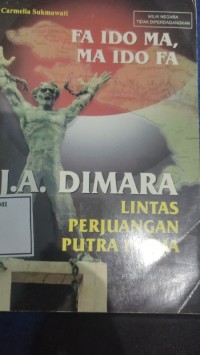 Carmelia Sukmawati
MILIK NEGARA
TIDAK DIPERDAGANGKAN
FA IDO MA,
MA IDO FA
J.A. DIMARA
LINTAS
PERJUANGAN
PUTRA